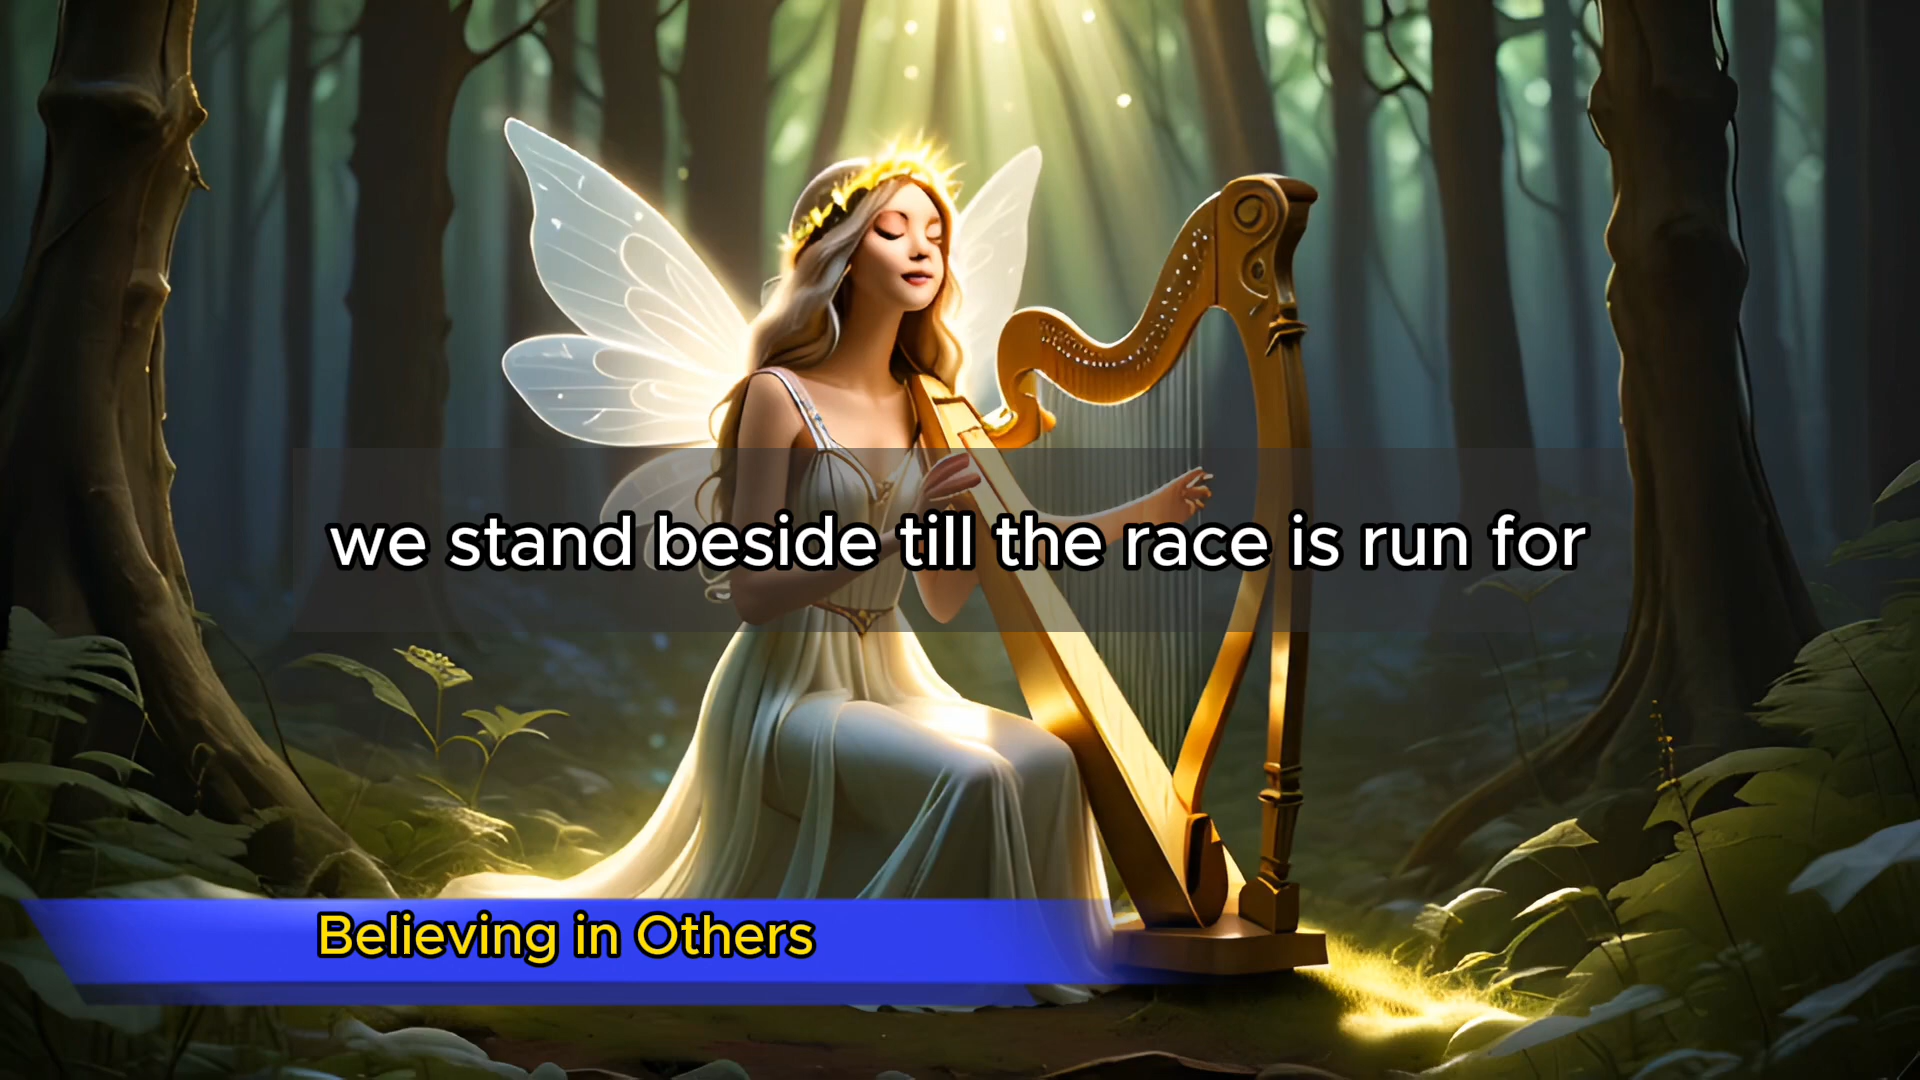 we stand beside till the race is run for
Believing in Others